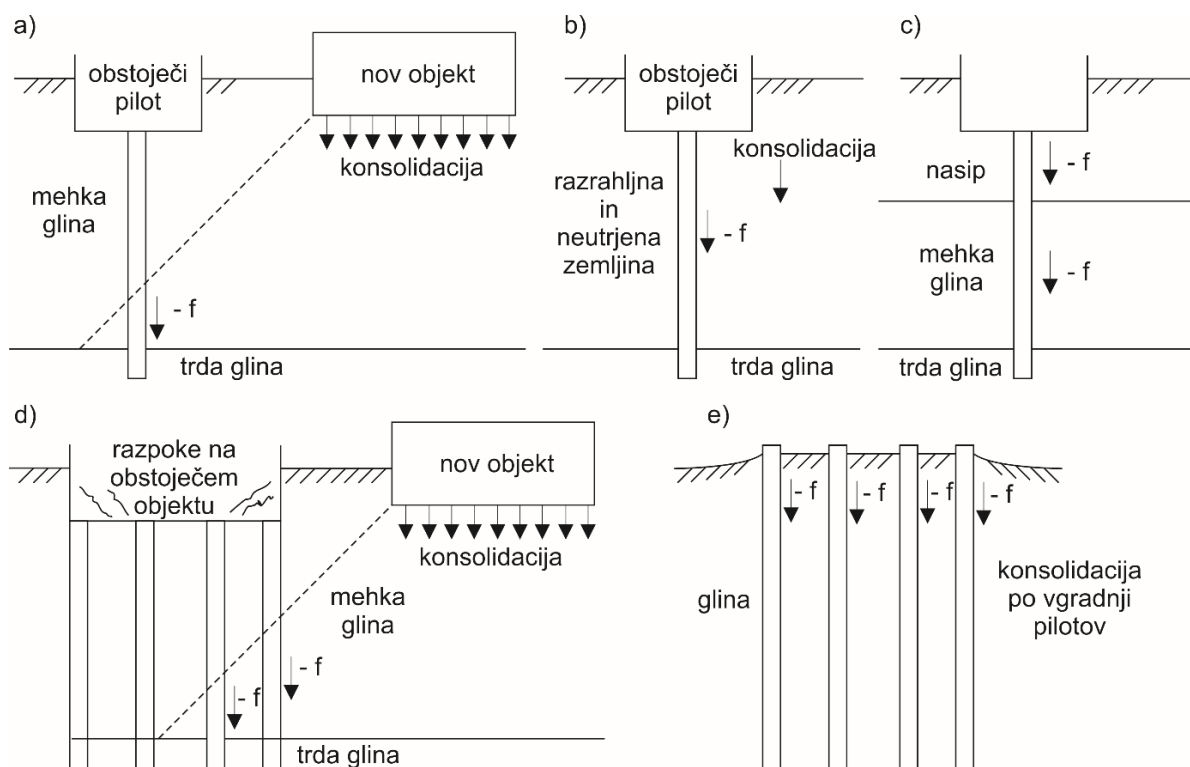 a)
obstoječi
pilot
nov objekt
konsolidacija
mehka
glina
- f
trda glina
b)
obstoječi
pilot
konsolidacija
razrahljna
in
neutrjena
zemljina
- f
trda glina
c)
nasip
- f
mehka
glina
- f
trda glina
d)
razpoke na
obstoječem
objektu
nov objekt
konsolidacija
mehka
glina
- f
- f
trda glina
e)
- f
- f
- f
- f
glina
konsolidacija
po vgradnji
pilotov